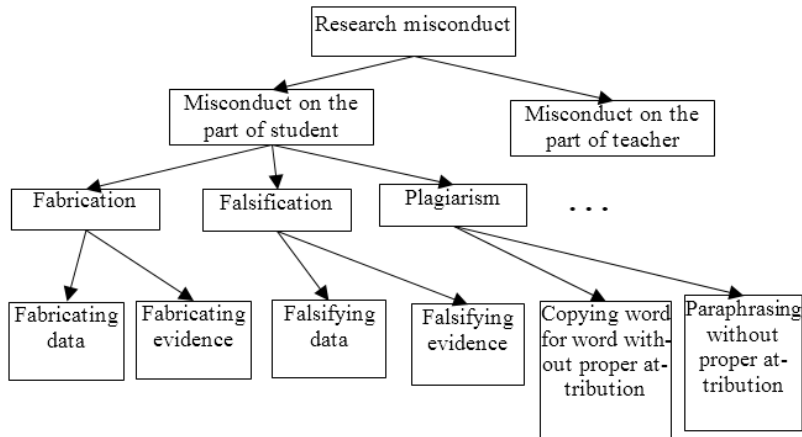 Research misconduct
Misconduct on the
part of student
Misconduct on the
part of teacher
Fabrication
Falsification
Plagiarism
...
Fabricating
data
Fabricating
evidence
Falsifying
data
Falsifying
evidence
Copying word
for word with-
out proper at-
tribution
Paraphrasing
without
proper at-
tribution